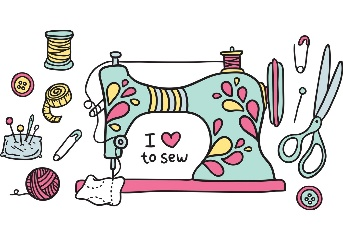 I ♥
to sew